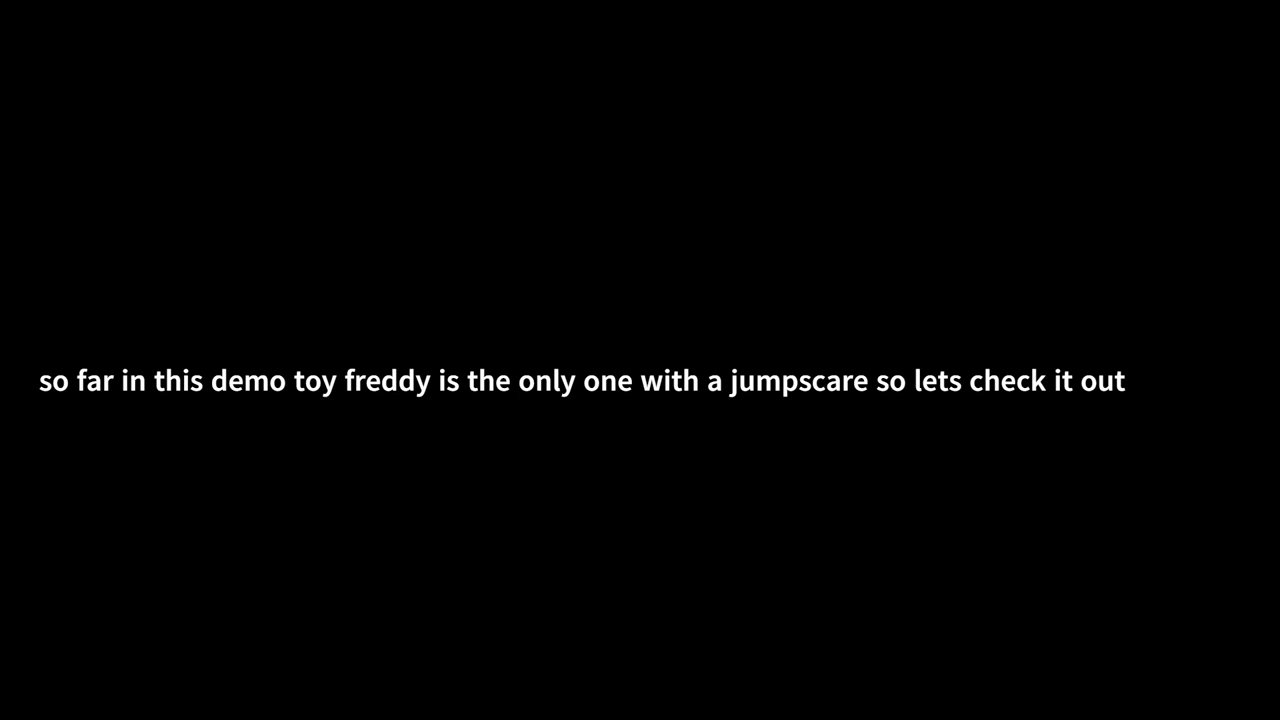 so far in this demo toy freddy is the only one with a jumpscare so lets check it out